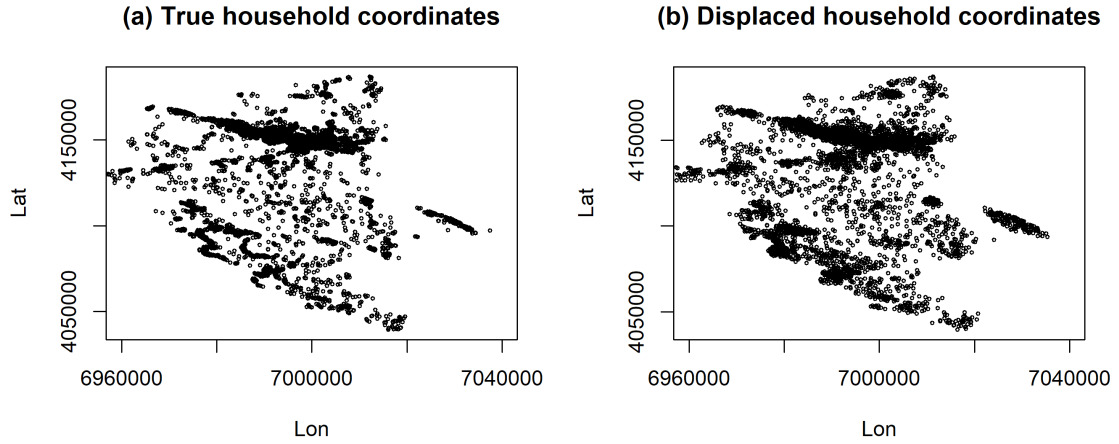 (a) True household coordinates
Lat
4150000
4050000
6960000 7000000 7040000
Lon
(b) Displaced household coordinates
Lat
4150000
4050000
6960000 7000000 7040000
Lon